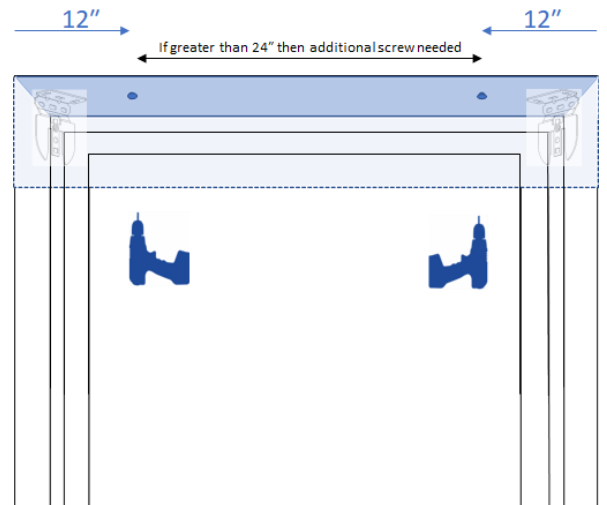 12”
12”
If greater than 24” then additional screw needed